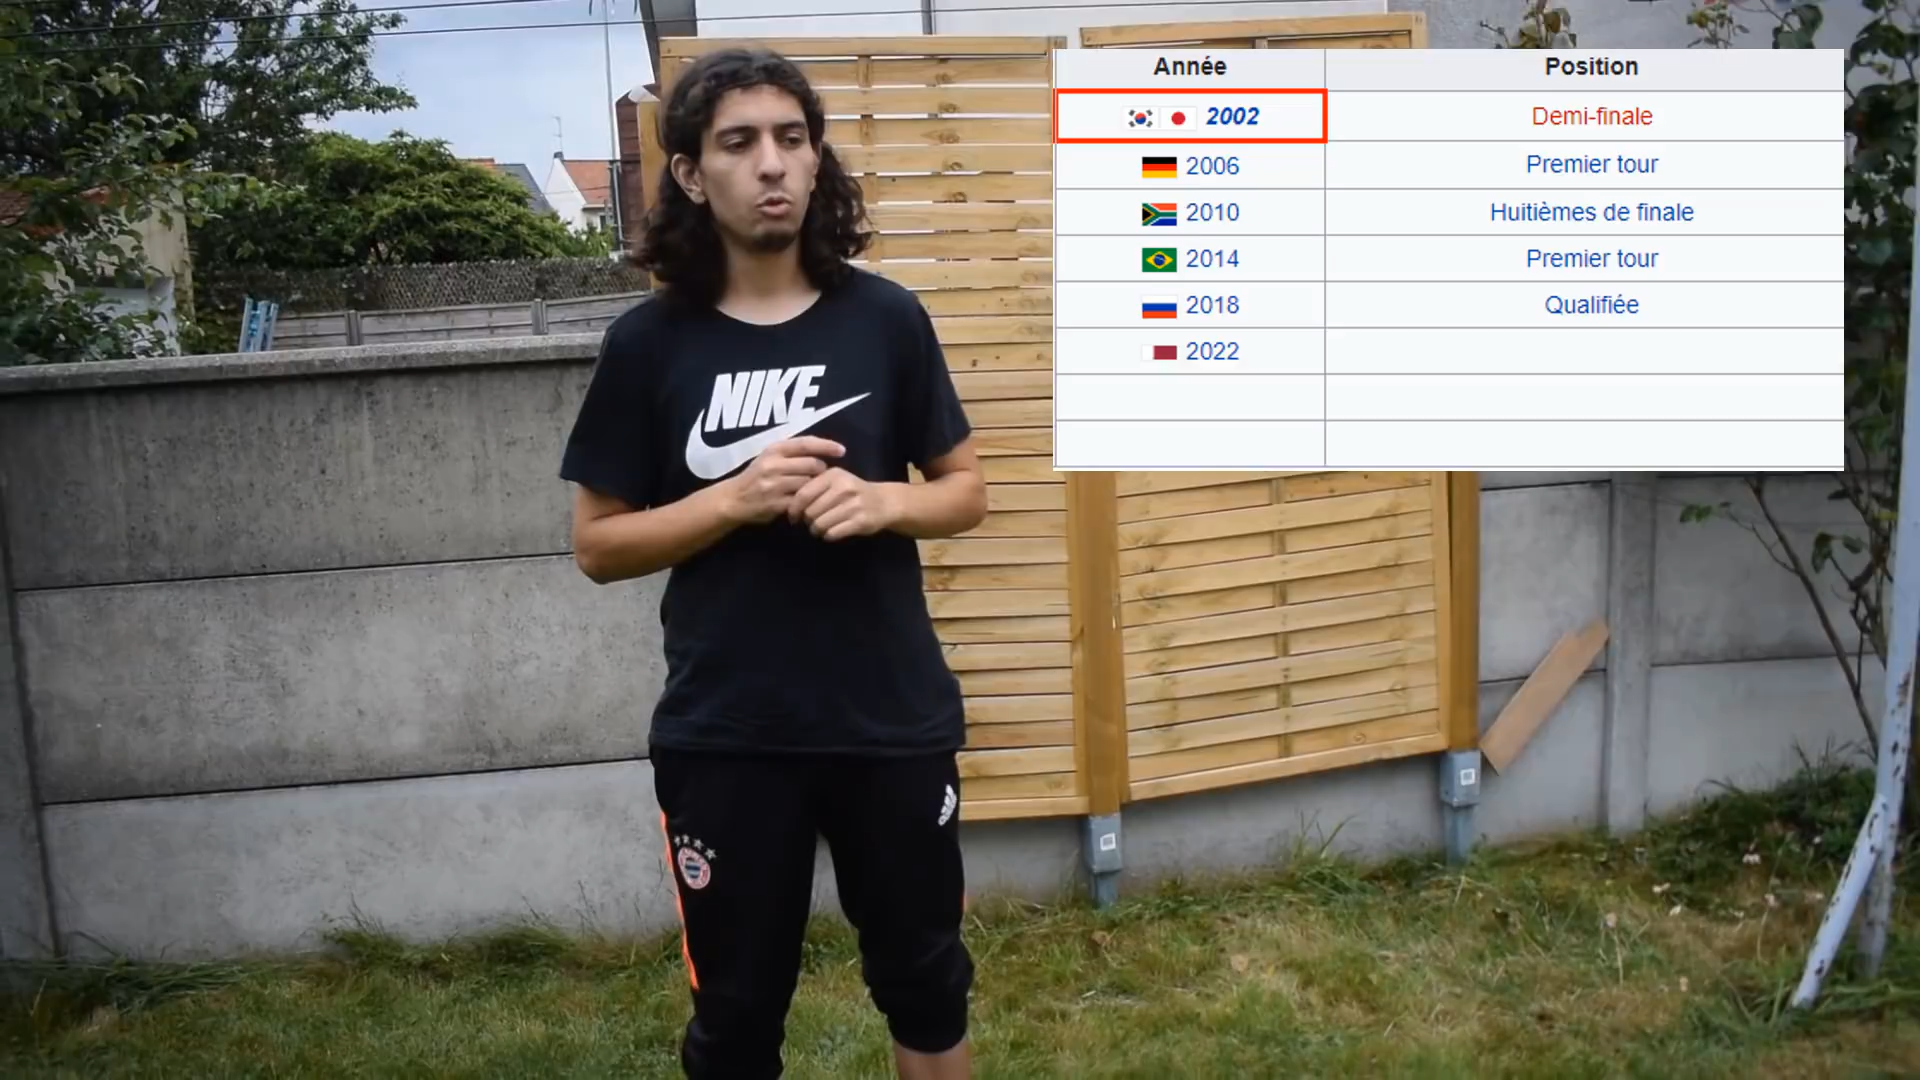 Année Position
2002 Demi-finale
2006 Premier tour
2010 Huitièmes de finale
2014 Premier tour
2018 Qualifiée
2022
NIKE